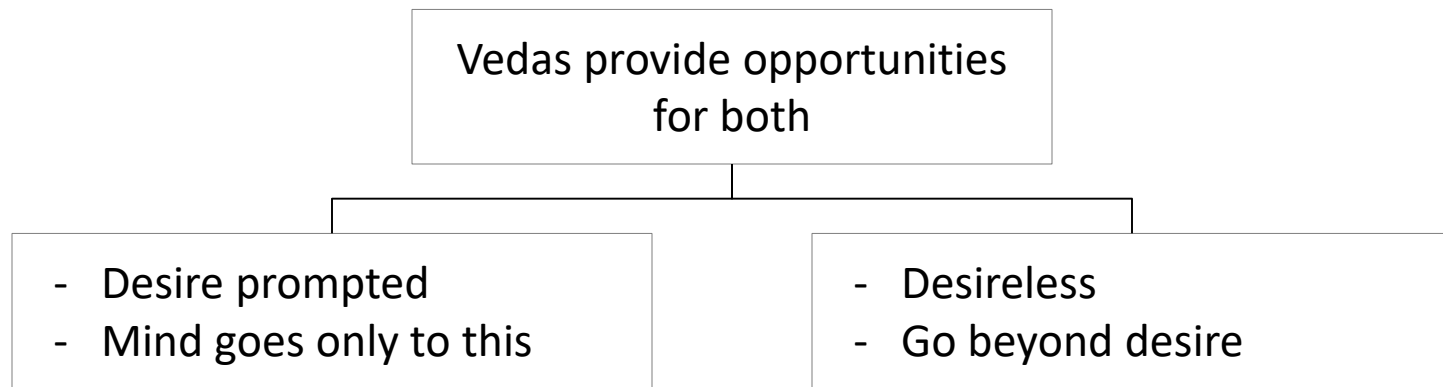 Vedas provide opportunities
for both
- Desire prompted
- Mind goes only to this
- Desireless
- Go beyond desire